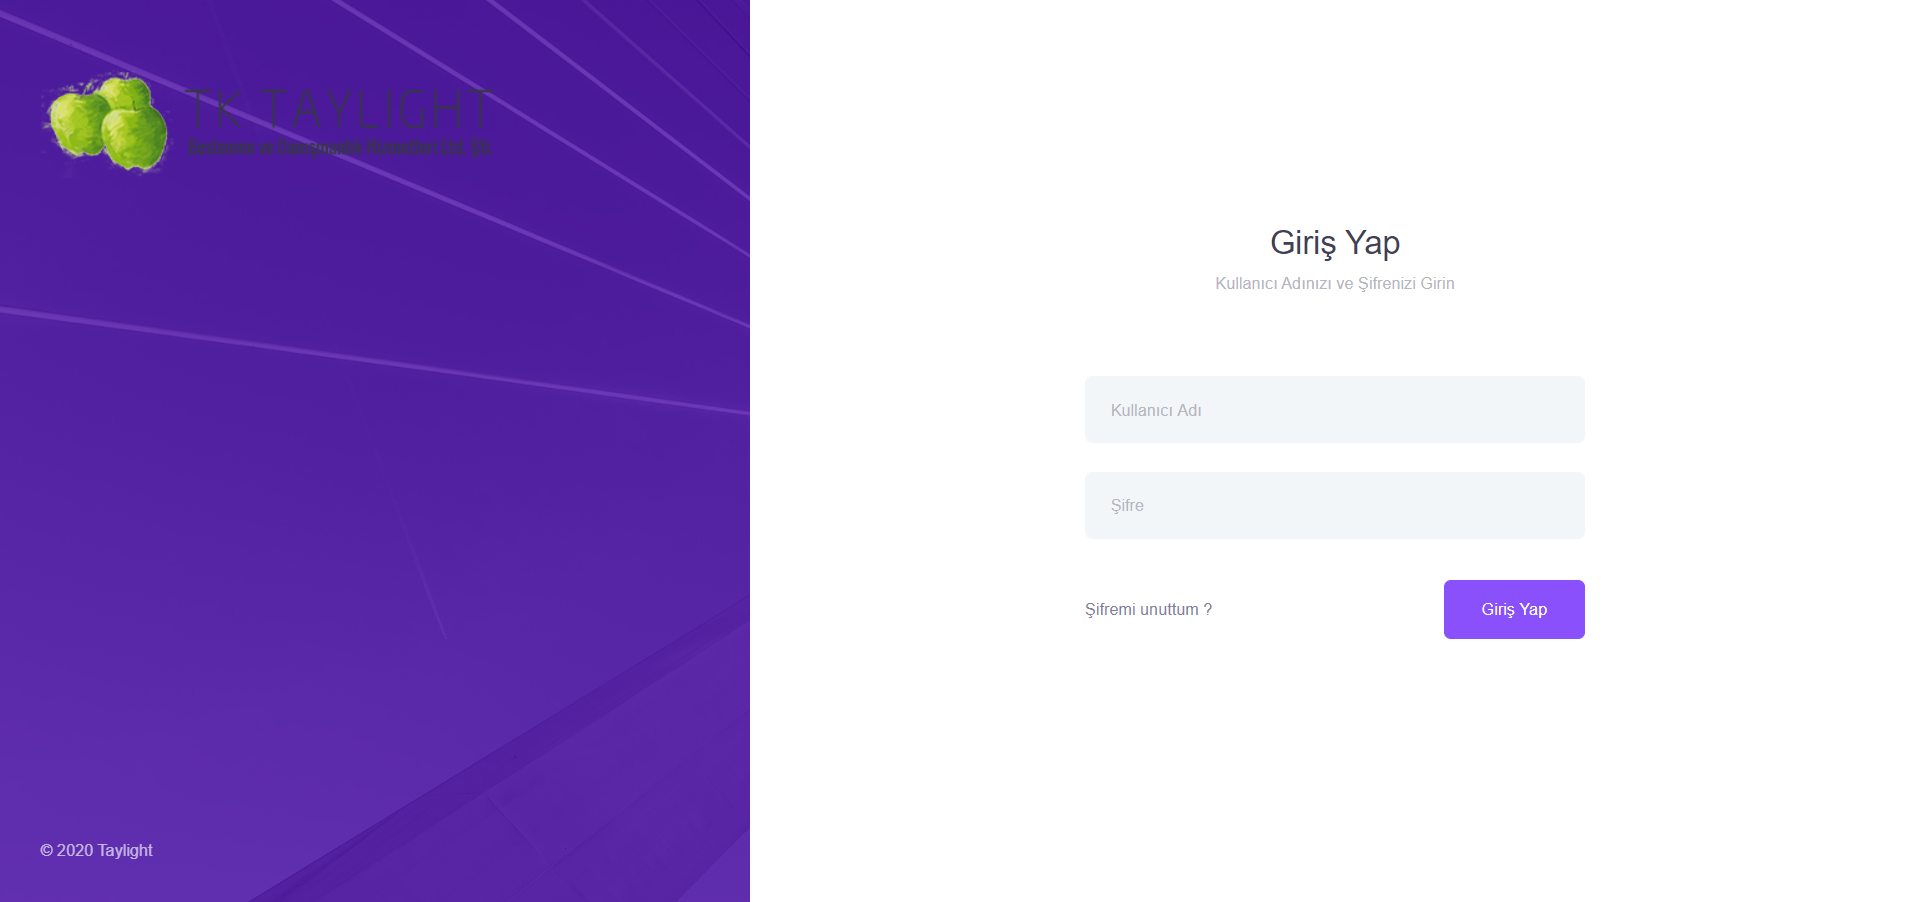 TK TAYLIGHT
Beslenme ve Danışmanlık Hizmetleri Ltd. Şti.
Giriş Yap
Kullanıcı Adınızı ve Şifrenizi Girin
Kullanıcı Adı
Şifre
Şifremi unuttum ?
Giriş Yap
© 2020 Taylight